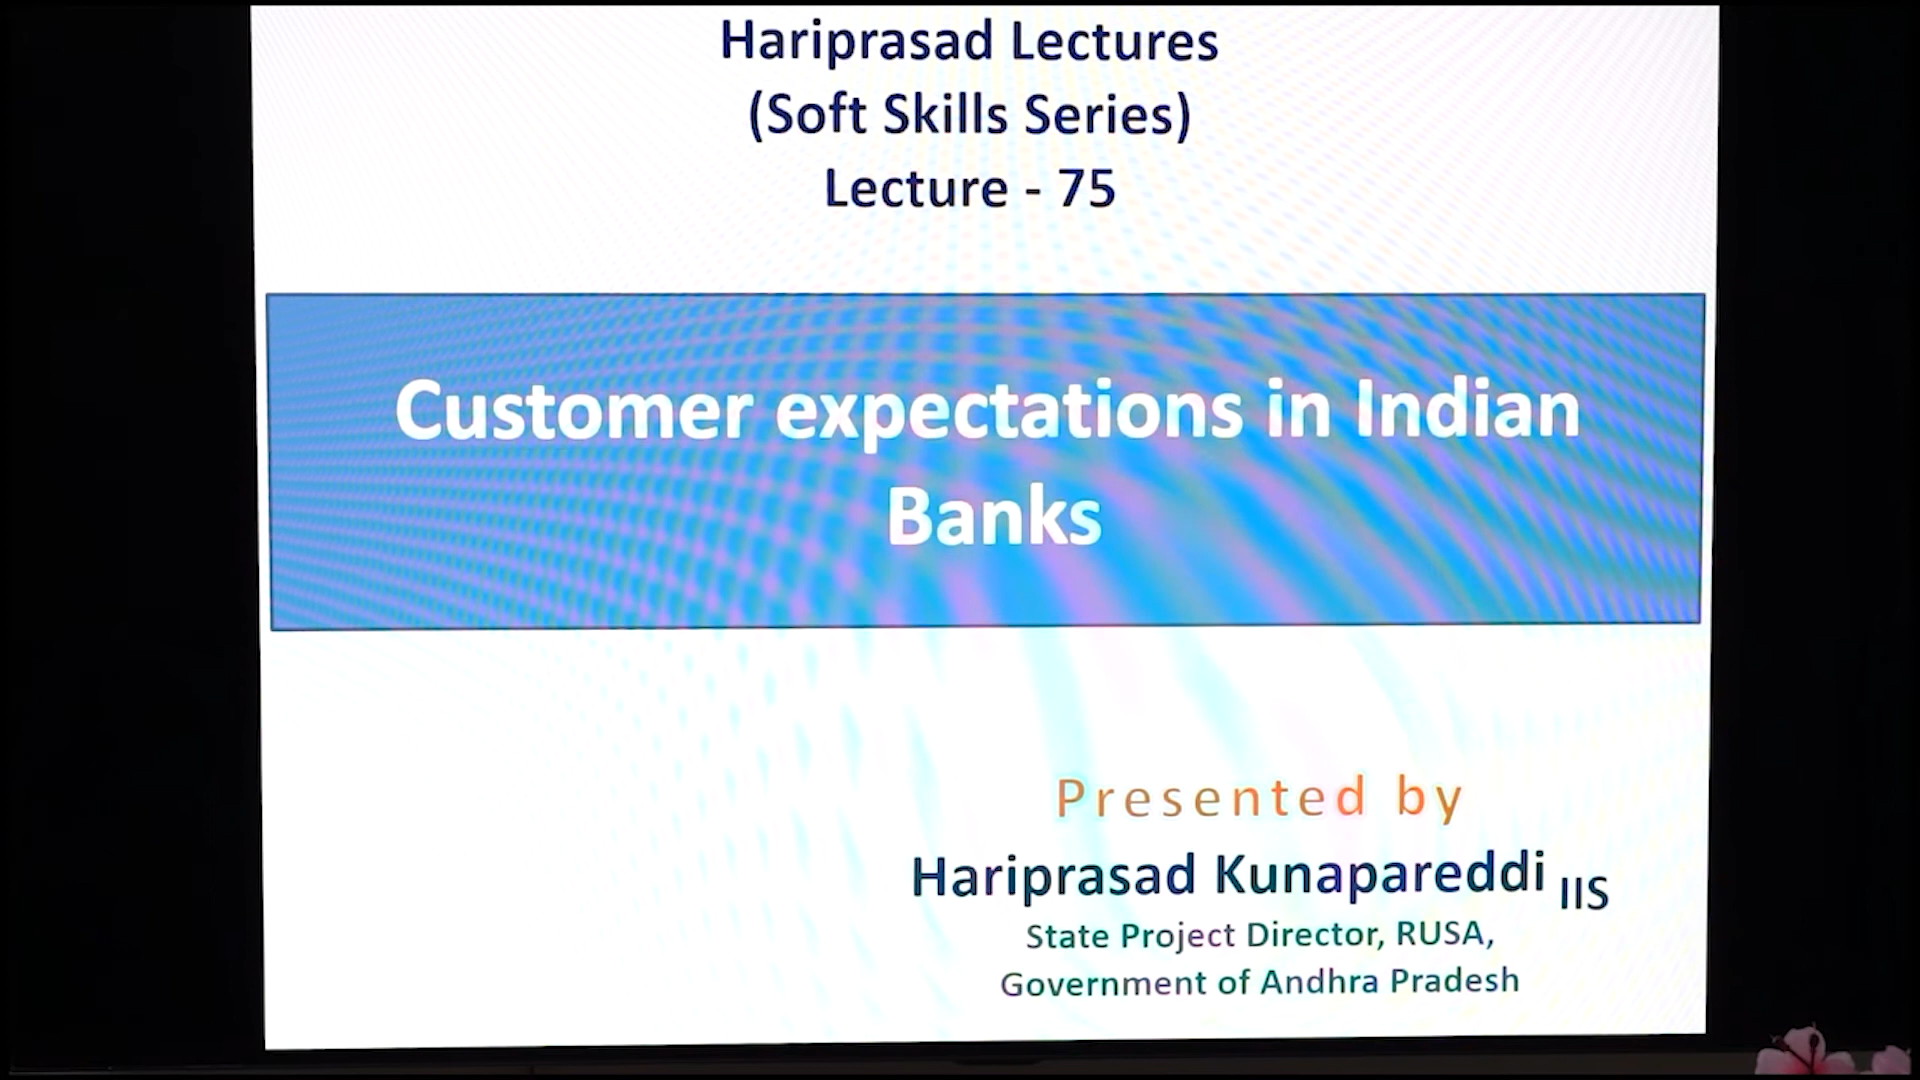 Hariprasad Lectures
(Soft Skills Series)
Lecture - 75
Customer expectations in Indian
Banks
Presented by
Hariprasad Kunapareddi IIS
State Project Director, RUSA,
Government of Andhra Pradesh